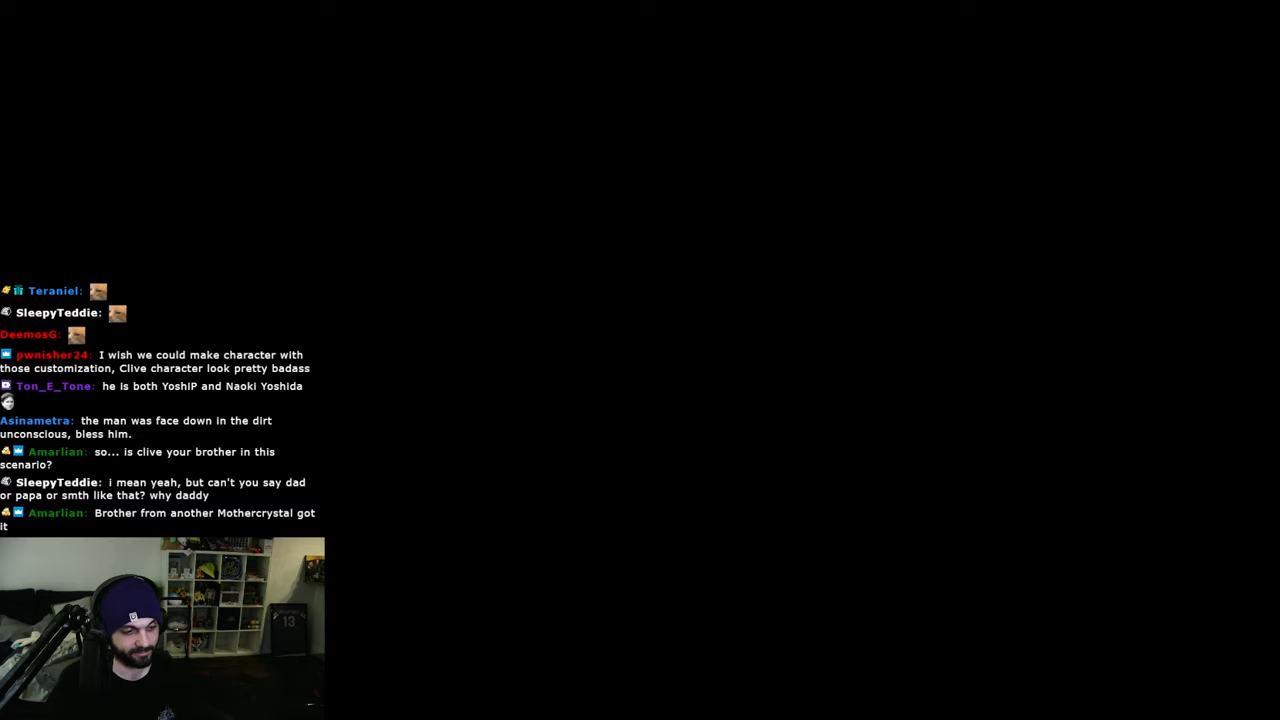 Teraniel:
SleepyTeddie:
DeemosG:
pwnisher24: I wish we could make character with
those customization, Clive character look pretty badass
Ton_E_Tone: he is both YoshiP and Naoki Yoshida
Asinametra: the man was face down in the dirt
unconscious, bless him.
Amarlian: so... is clive your brother in this
scenario?
SleepyTeddie: i mean yeah, but can't you say dad
or papa or smth like that? why daddy
Amarlian: Brother from another Mothercrystal got
it
13